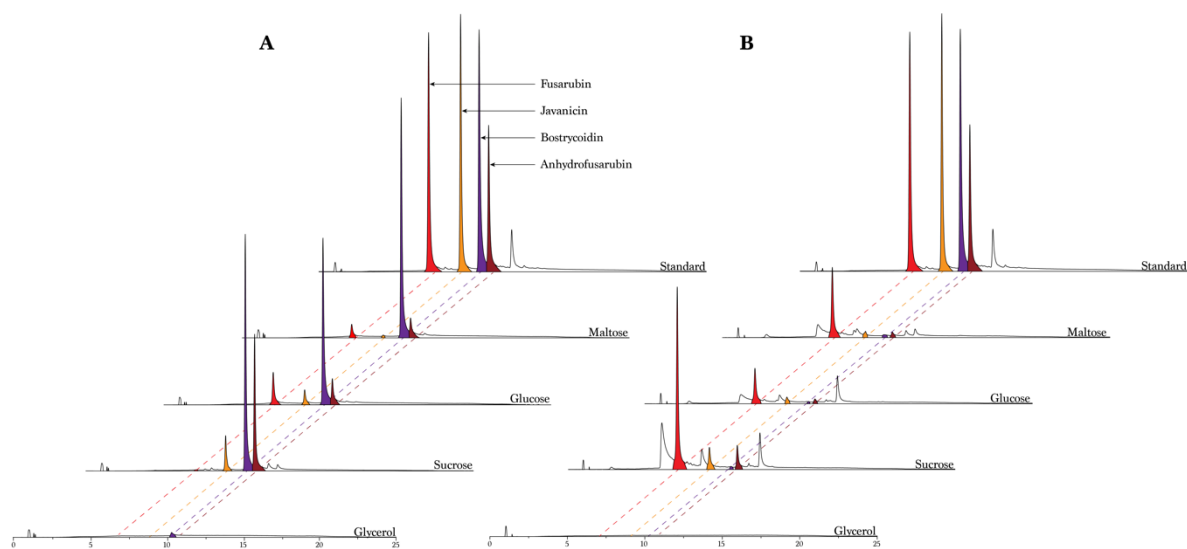 A B
Fusarubin
Javanicin
Bostrycoidin
Anhydrofusarubin
Standard Standard
Maltose Maltose
Glucose Glucose
Sucrose Sucrose
Glycerol Glycerol
0 5 10 15 20 25 0 5 10 15 20 25